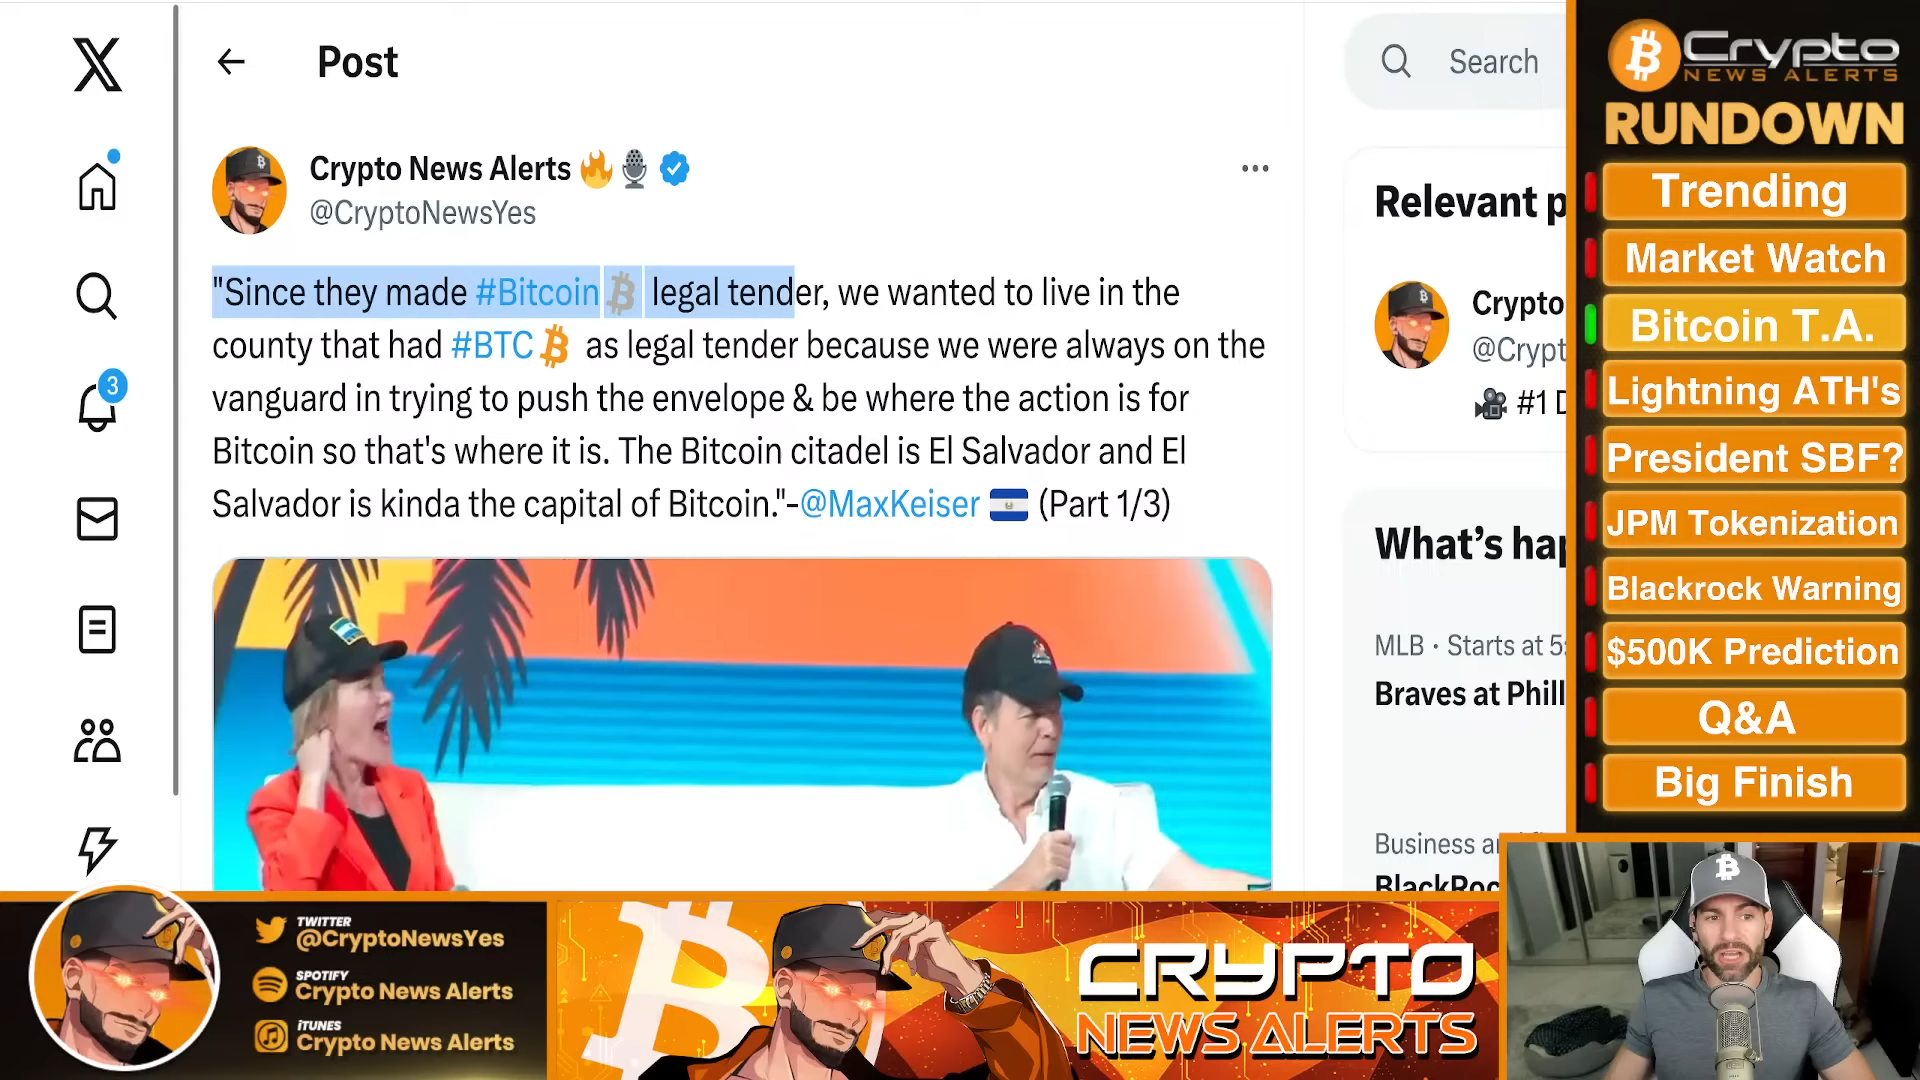 Post
Search
Crypto News Alerts
@CryptoNewsYes
"Since they made #Bitcoin legal tender, we wanted to live in the
county that had #BTC as legal tender because we were always on the
vanguard in trying to push the envelope & be where the action is for
Bitcoin so that's where it is. The Bitcoin citadel is El Salvador and El
Salvador is kinda the capital of Bitcoin."-@MaxKeiser (Part 1/3)
3
Relevant p
Crypto
@Crypt
#1 D
What's hap
MLB · Starts at 5:
Braves at Phill
Business an
BlackRoc
Crypto
NEWS ALERTS
RUNDOWN
Trending
Market Watch
Bitcoin T.A.
Lightning ATH's
President SBF?
JPM Tokenization
Blackrock Warning
$500K Prediction
Q&A
Big Finish
TWITTER
@CryptoNewsYes
SPOTIFY
Crypto News Alerts
iTUNES
Crypto News Alerts
CRYPTO
NEWS ALERTS